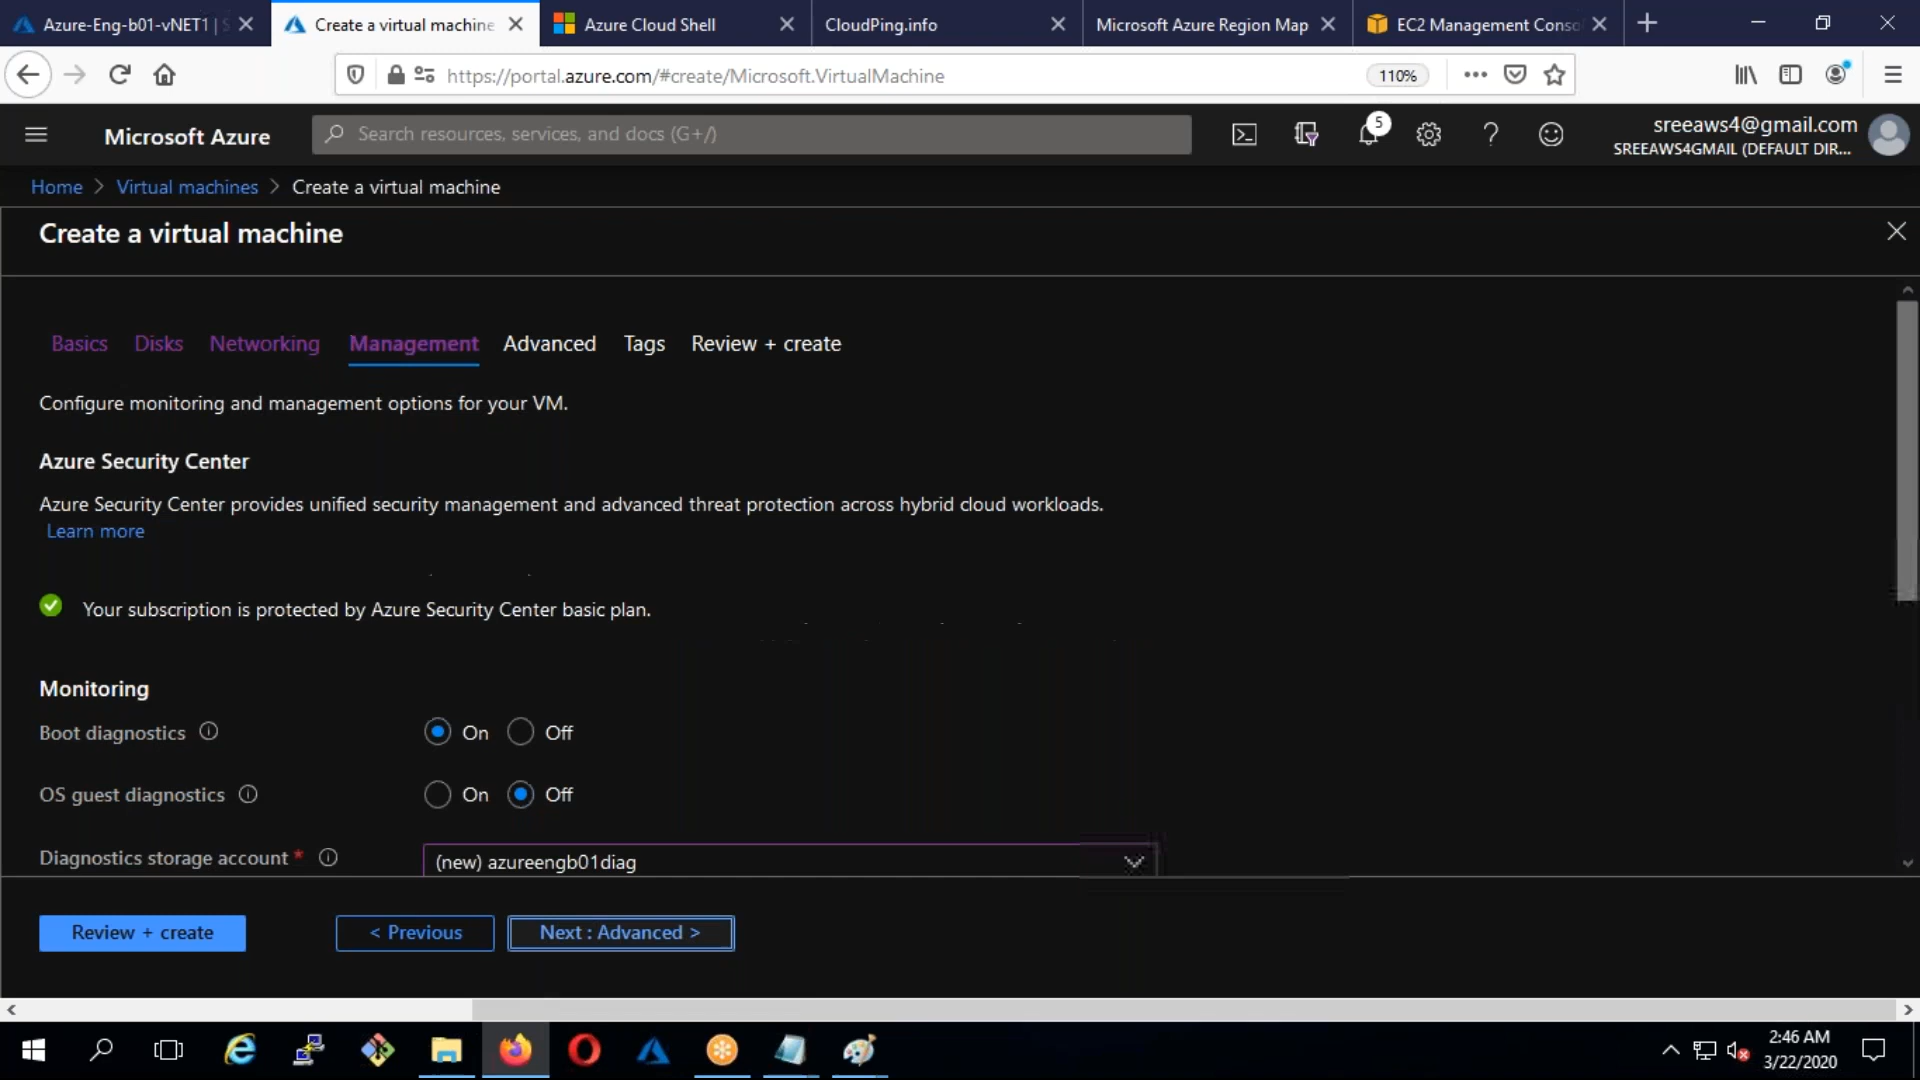 Azure-Eng-b01-vNET1 | S
Create a virtual machine
Azure Cloud Shell
CloudPing.info
Microsoft Azure Region Map
EC2 Management Conso
https://portal.azure.com/#create/Microsoft.VirtualMachine
110%
Microsoft Azure
Search resources, services, and docs (G+/)
5
sreeaws4@gmail.com
SREEAWS4GMAIL (DEFAULT DIR...
Home > Virtual machines > Create a virtual machine
Create a virtual machine
Basics Disks Networking Management Advanced Tags Review + create
Configure monitoring and management options for your VM.
Azure Security Center
Azure Security Center provides unified security management and advanced threat protection across hybrid cloud workloads.
Learn more
Your subscription is protected by Azure Security Center basic plan.
Monitoring
Boot diagnostics On Off
OS guest diagnostics On Off
Diagnostics storage account * (new) azureengb01diag
Review + create
< Previous
Next : Advanced >
2:46 AM
3/22/2020